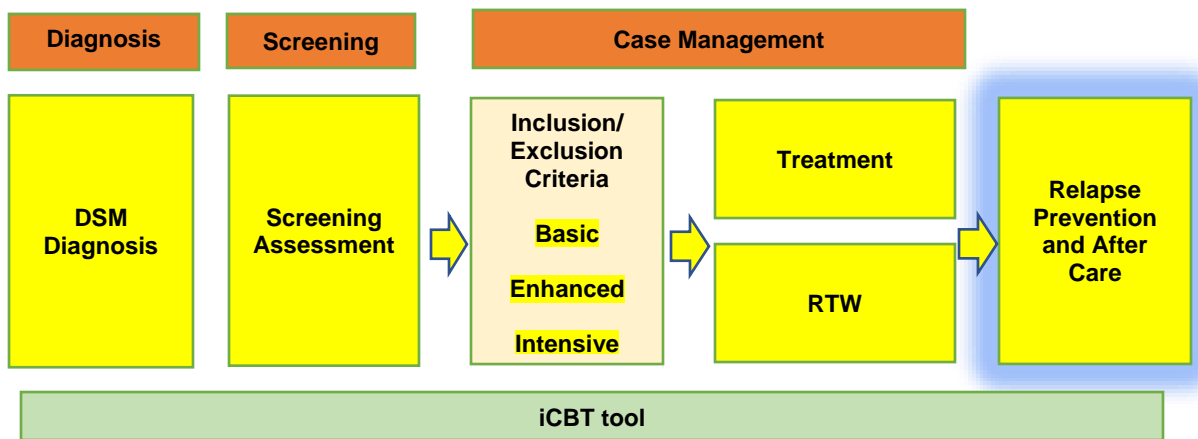 Diagnosis
Screening
Case Management
DSM
Diagnosis
Screening
Assessment
Inclusion/
Exclusion
Criteria
Basic
Enhanced
Intensive
Treatment
RTW
Relapse
Prevention
and After
Care
iCBT tool